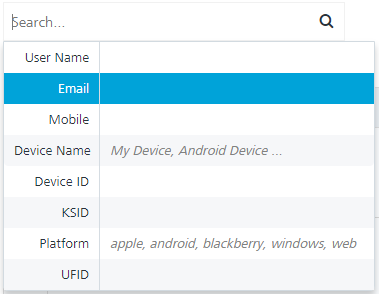 Search...
User Name
Email
Mobile
Device Name My Device, Android Device ...
Device ID
KSID
Platform apple, android, blackberry, windows, web
UFID